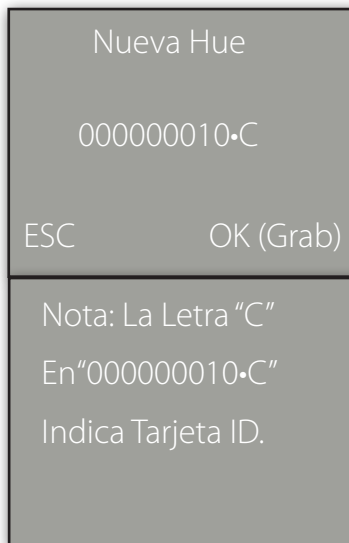 Nueva Hue
000000010•C
ESC OK (Grab)
Nota: La Letra “C”
En“000000010•C”
Indica Tarjeta ID.